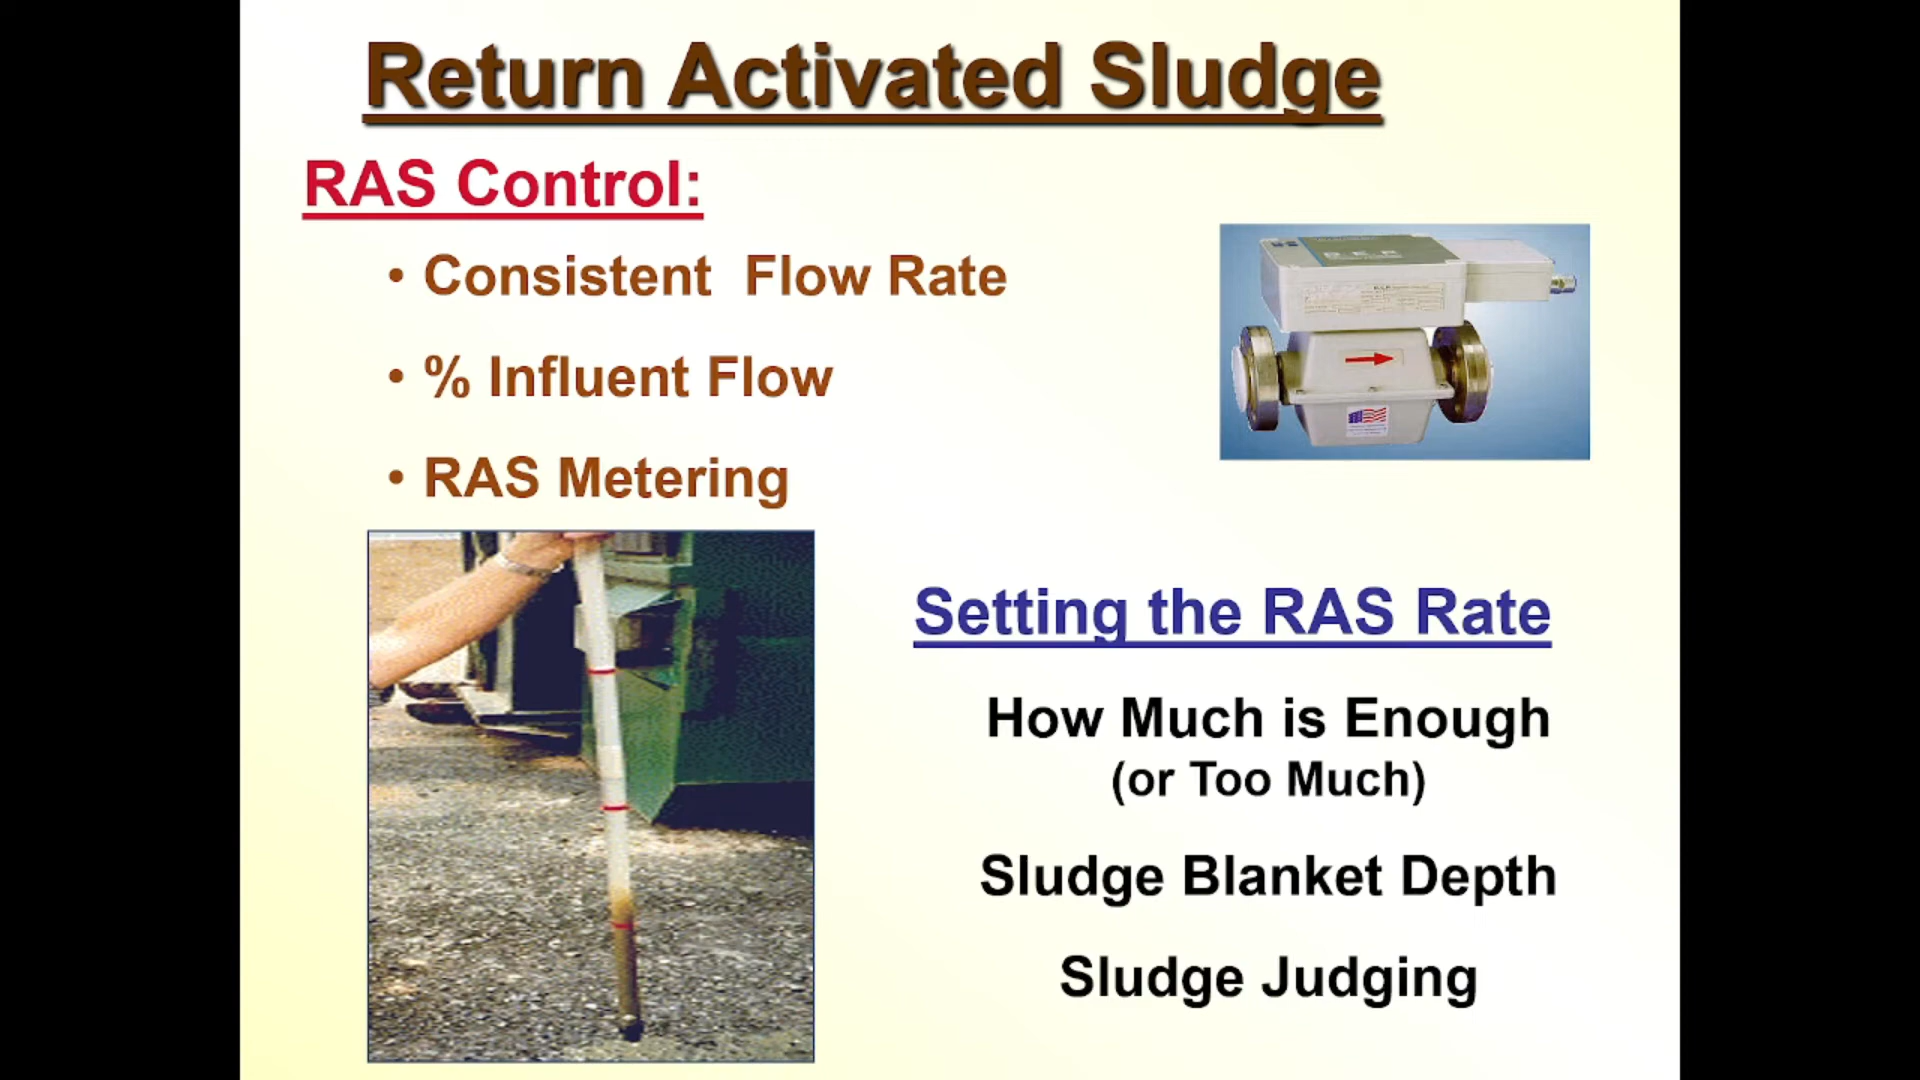 Return Activated Sludge
RAS Control:
• Consistent Flow Rate
• % Influent Flow
• RAS Metering
Setting the RAS Rate
How Much is Enough
(or Too Much)
Sludge Blanket Depth
Sludge Judging